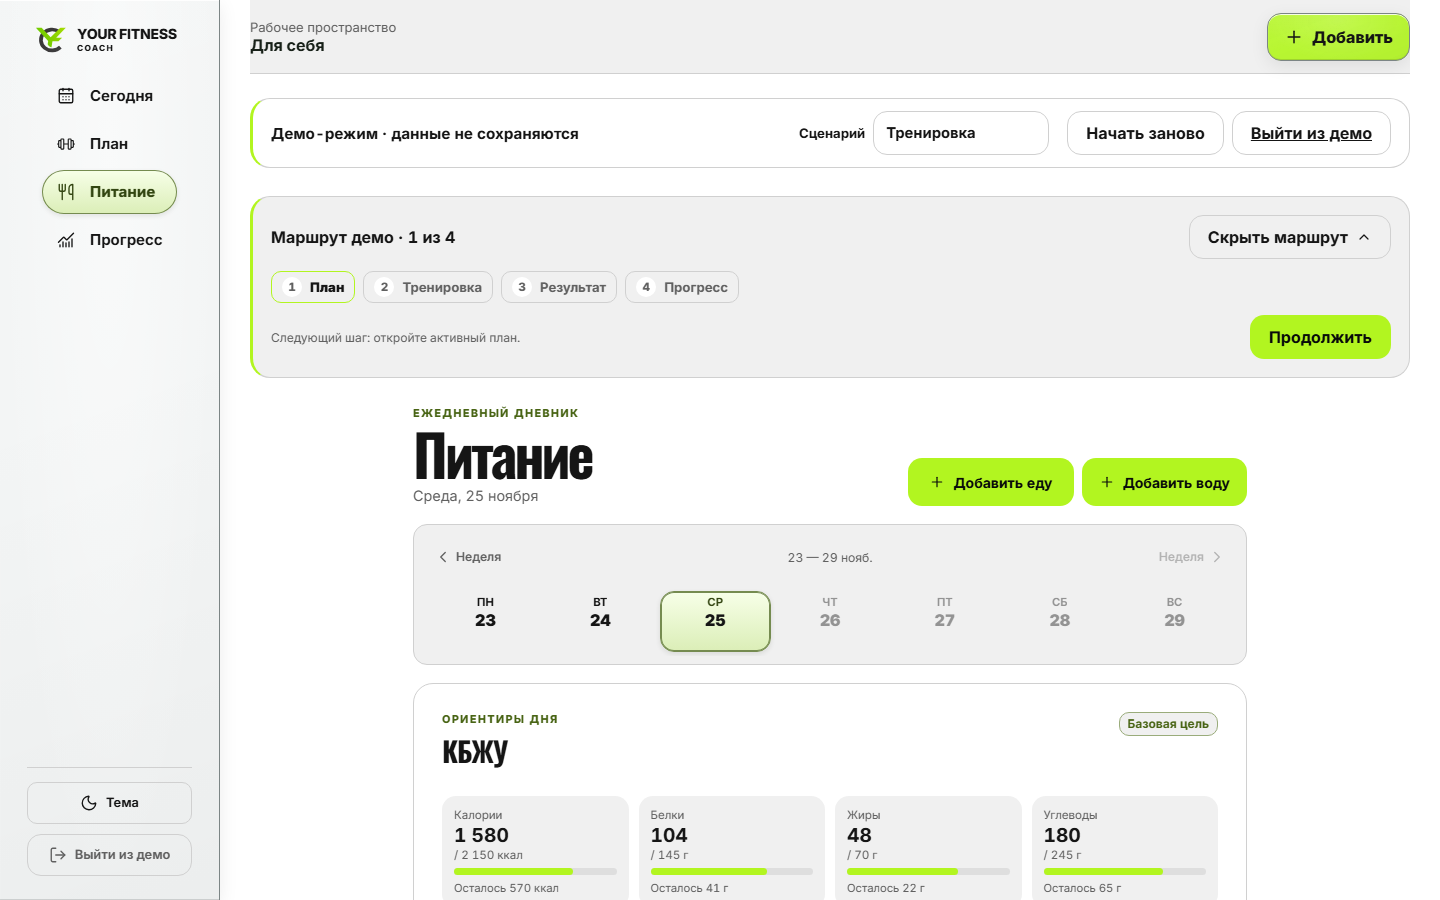 YOUR FITNESS
COACH
Сегодня
План
Питание
Прогресс
Тема
Выйти из демо
Рабочее пространство
Для себя
Добавить
Демо-режим · данные не сохраняются
Сценарий
Тренировка
Начать заново
Выйти из демо
Маршрут демо · 1 из 4
Скрыть маршрут
1 План
2 Тренировка
3 Результат
4 Прогресс
Следующий шаг: откройте активный план.
Продолжить
ЕЖЕДНЕВНЫЙ ДНЕВНИК
Питание
Среда, 25 ноября
Добавить еду
Добавить воду
Неделя
23 — 29 нояб.
Неделя
ПН
23
ВТ
24
СР
25
ЧТ
26
ПТ
27
СБ
28
ВС
29
ОРИЕНТИРЫ ДНЯ
КБЖУ
Базовая цель
Калории
1 580
/ 2 150 ккал
Осталось 570 ккал
Белки
104
/ 145 г
Осталось 41 г
Жиры
48
/ 70 г
Осталось 22 г
Углеводы
180
/ 245 г
Осталось 65 г